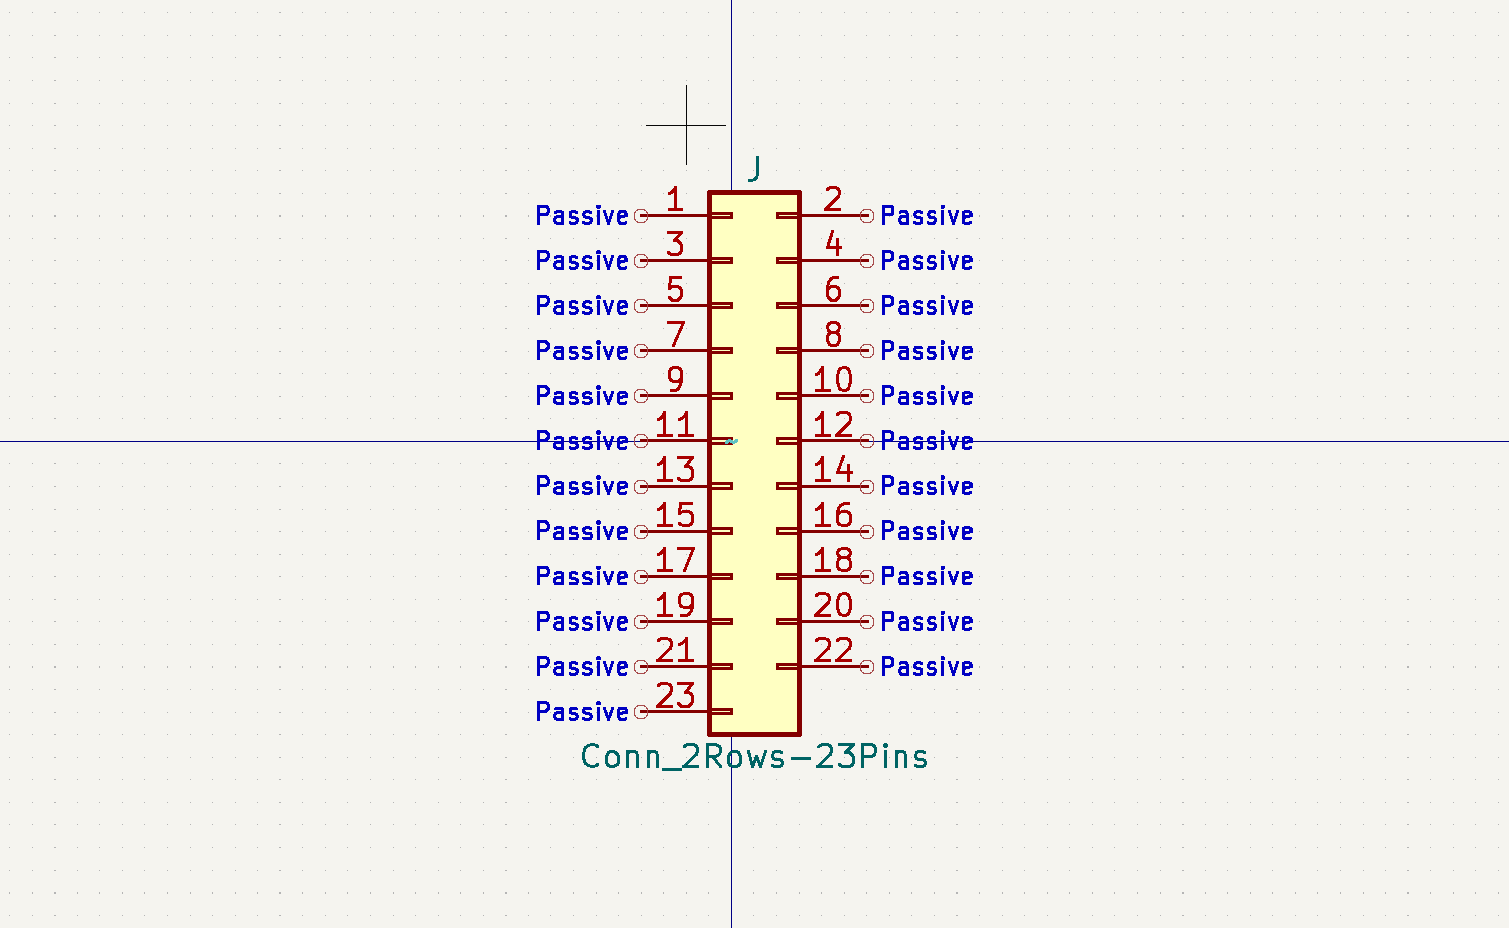 J
Passive 1 2 Passive
Passive 3 4 Passive
Passive 5 6 Passive
Passive 7 8 Passive
Passive 9 10 Passive
Passive 11 ~ 12 Passive
Passive 13 14 Passive
Passive 15 16 Passive
Passive 17 18 Passive
Passive 19 20 Passive
Passive 21 22 Passive
Passive 23
Conn_2Rows-23Pins